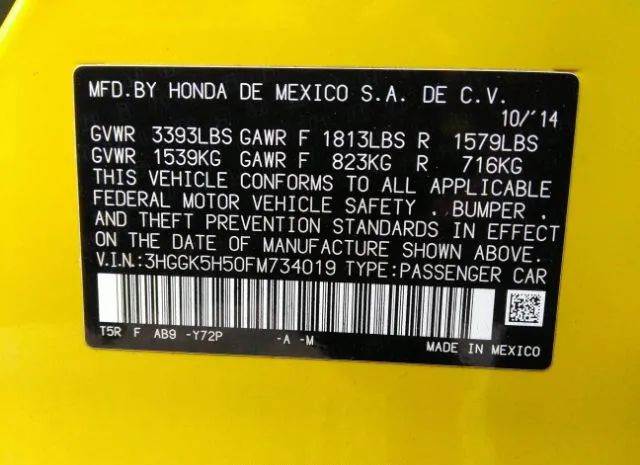 MFD.BY HONDA DE MEXICO S.A. DE C.V.
10/'14
GVWR 3393LBS GAWR F 1813LBS R 1579LBS
GVWR 1539KG GAWR F 823KG R 716KG
THIS VEHICLE CONFORMS TO ALL APPLICABLE
FEDERAL MOTOR VEHICLE SAFETY . BUMPER .
AND THEFT PREVENTION STANDARDS IN EFFECT
ON THE DATE OF MANUFACTURE SHOWN ABOVE.
V.I.N.:3HGGK5H50FM734019 TYPE:PASSENGER CAR
T5R F AB9 -Y72P -A -M
MADE IN MEXICO